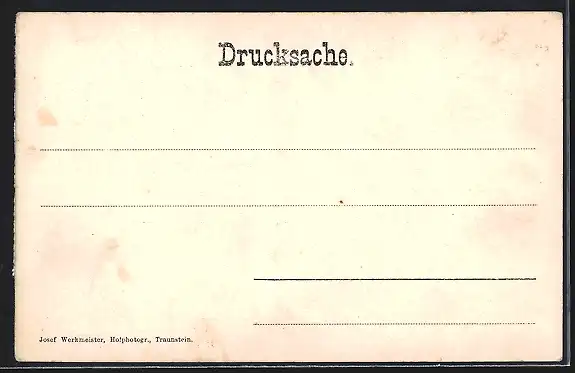 Drucksache.
Josef Werkmeister, Hofphotogr., Traunstein.